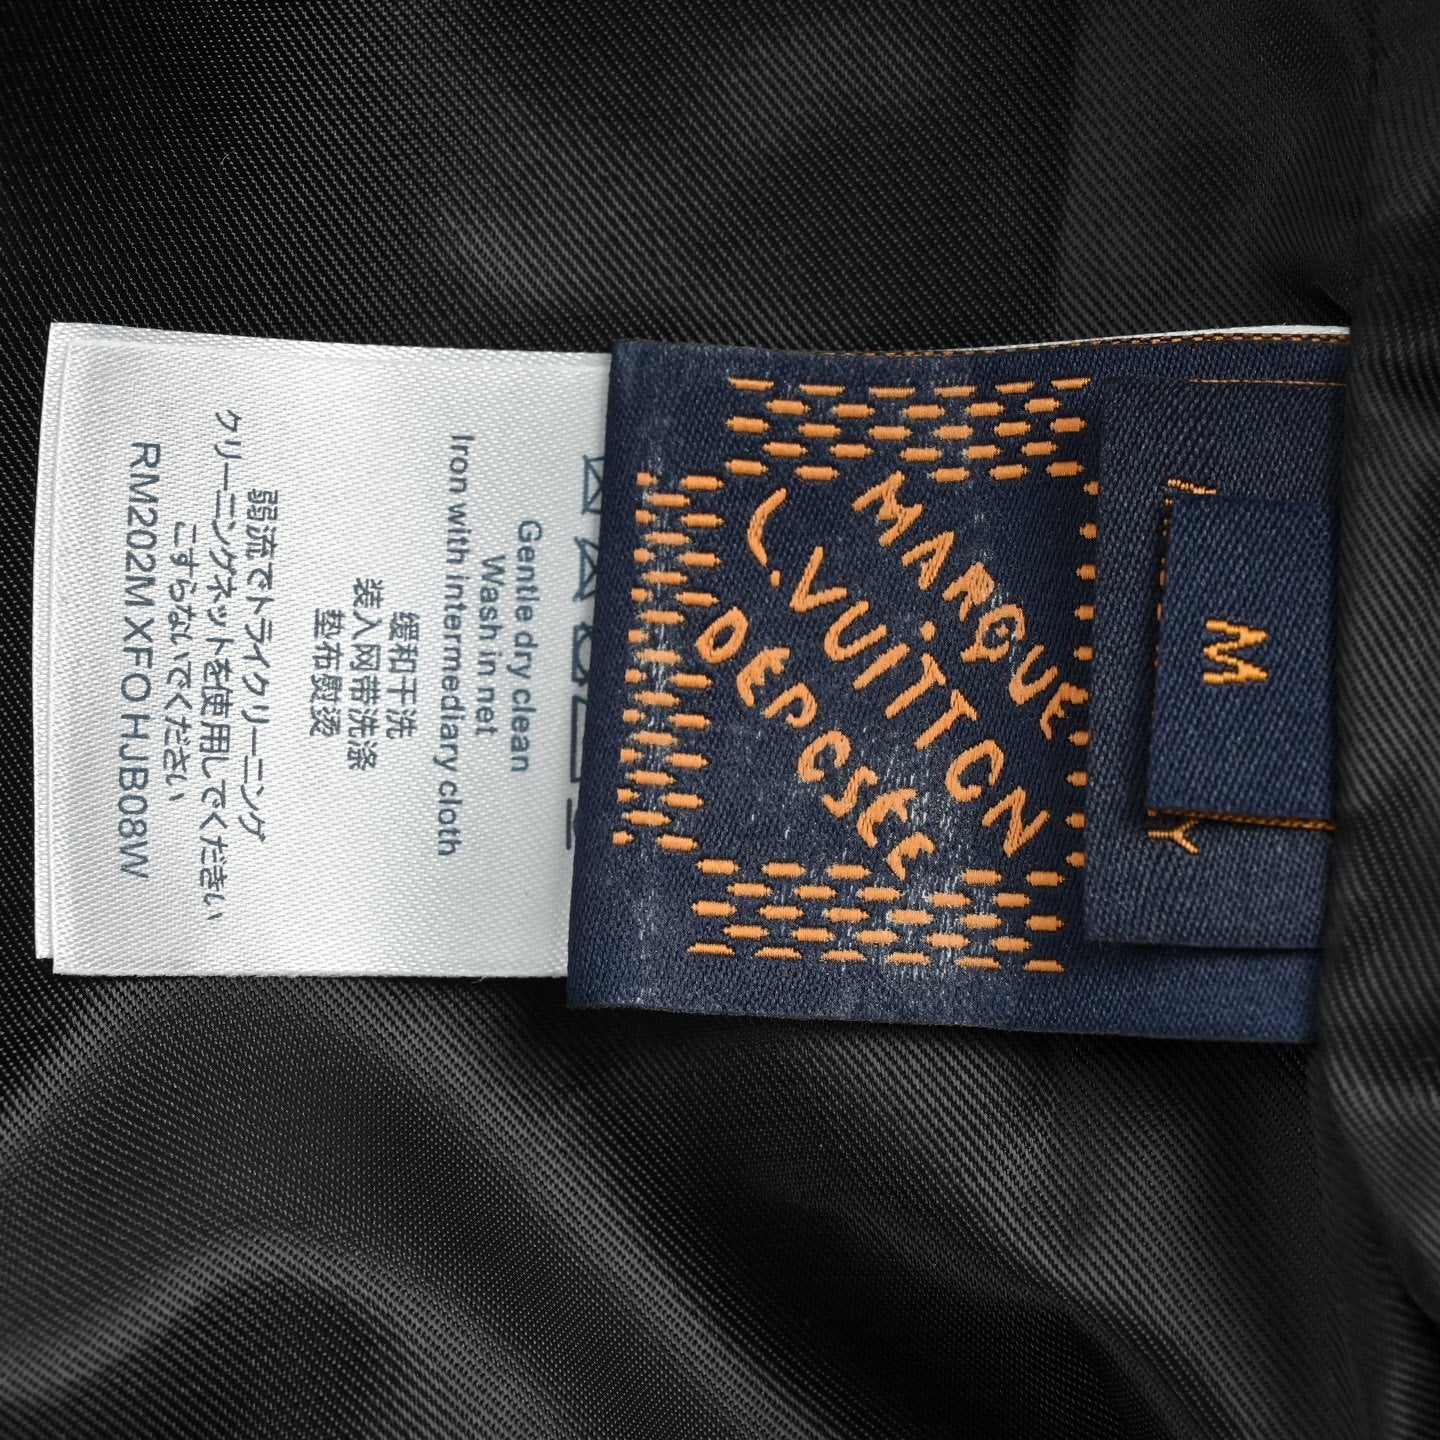 M
Y
MARQUE
L.VUITTON
DEPOSEE
Gentle dry clean
Wash in net
Iron with intermediary cloth
缓和干洗
装入网带洗涤
垫布熨烫
弱流でドライクリーニング
クリーニングネットを使用してください
こすらないでください
RM202M XFO HJB08W